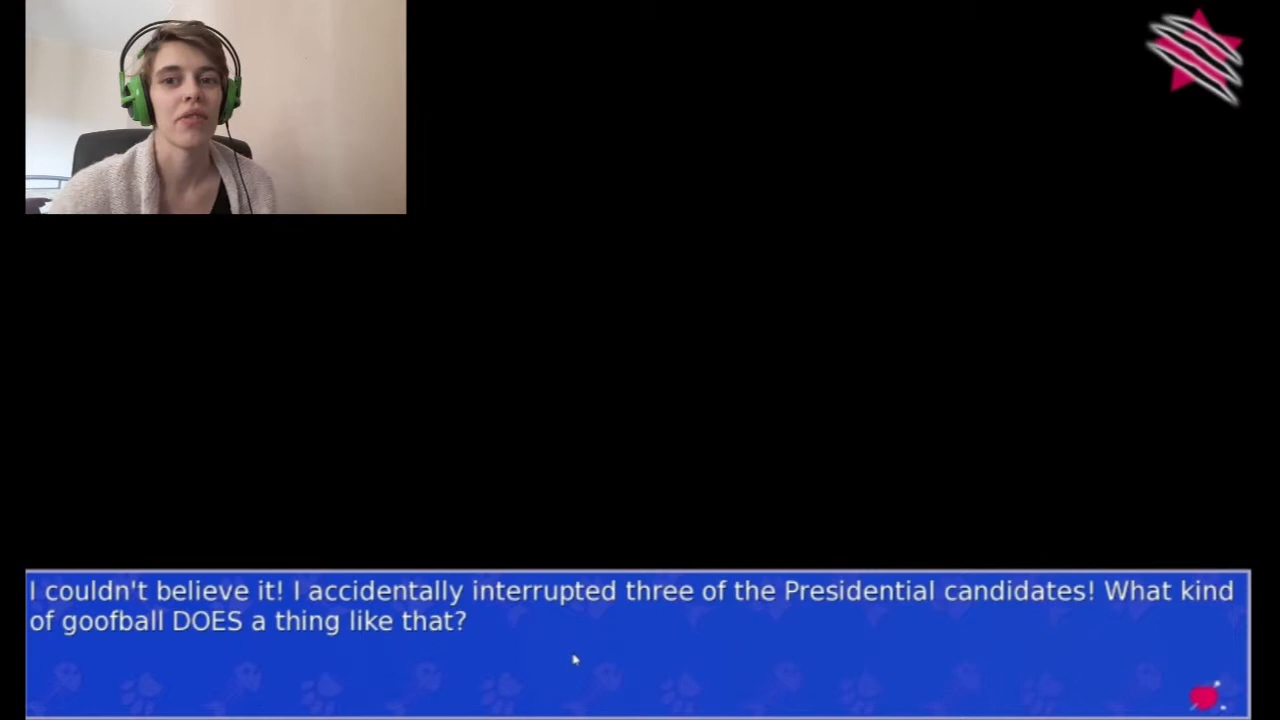 I couldn't believe it! I accidentally interrupted three of the Presidential candidates! What kind
of goofball DOES a thing like that?